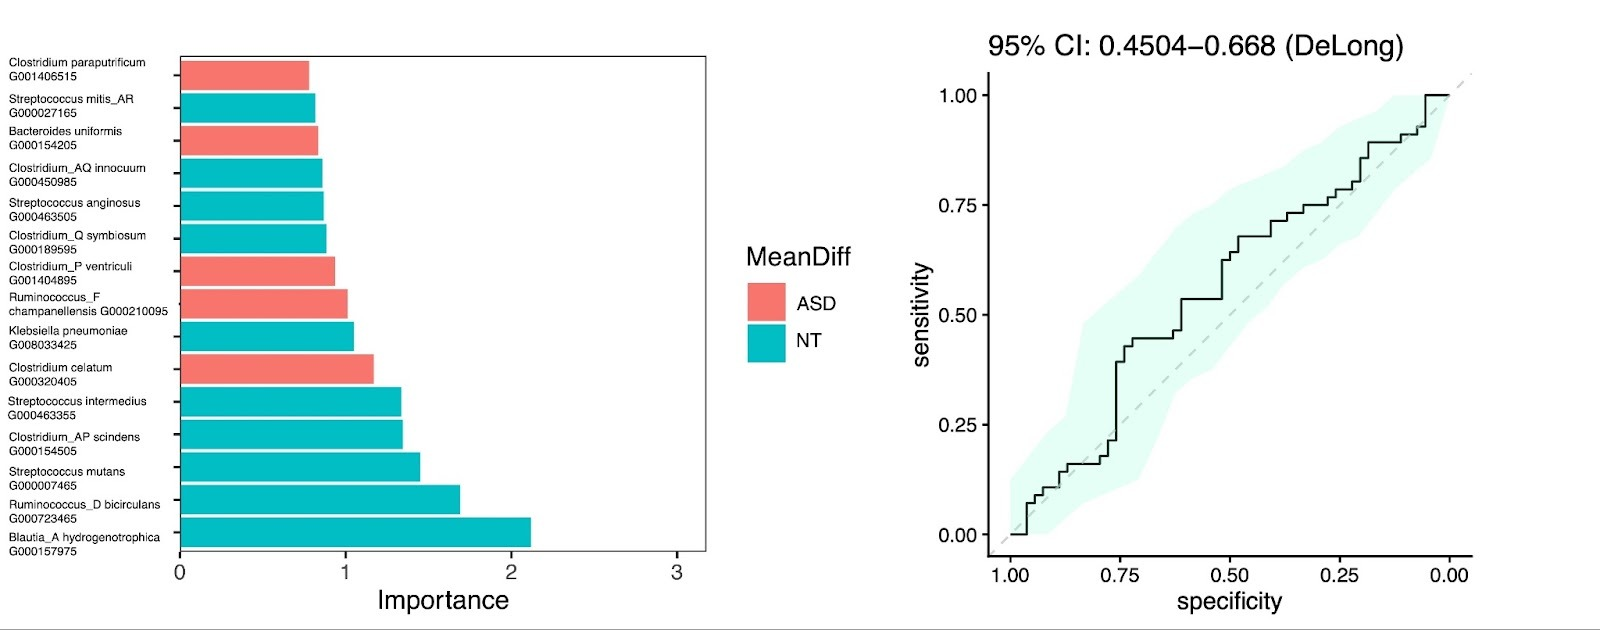 Clostridium paraputrificum
G001406515
Streptococcus mitis_AR
G000027165
Bacteroides uniformis
G000154205
Clostridium_AQ innocuum
G000450985
Streptococcus anginosus
G000463505
Clostridium_Q symbiosum
G000189595
Clostridium_P ventriculi
G001404895
Ruminococcus_F
champanellensis G000210095
Klebsiella pneumoniae
G008033425
Clostridium celatum
G000320405
Streptococcus intermedius
G000463355
Clostridium_AP scindens
G000154505
Streptococcus mutans
G000007465
Ruminococcus_D bicirculans
G000723465
Blautia_A hydrogenotrophica
G000157975
0 1 2 3
Importance
MeanDiff
ASD
NT
95% CI: 0.4504–0.668 (DeLong)
1.00
0.75
0.50
0.25
0.00
sensitivity
1.00 0.75 0.50 0.25 0.00
specificity